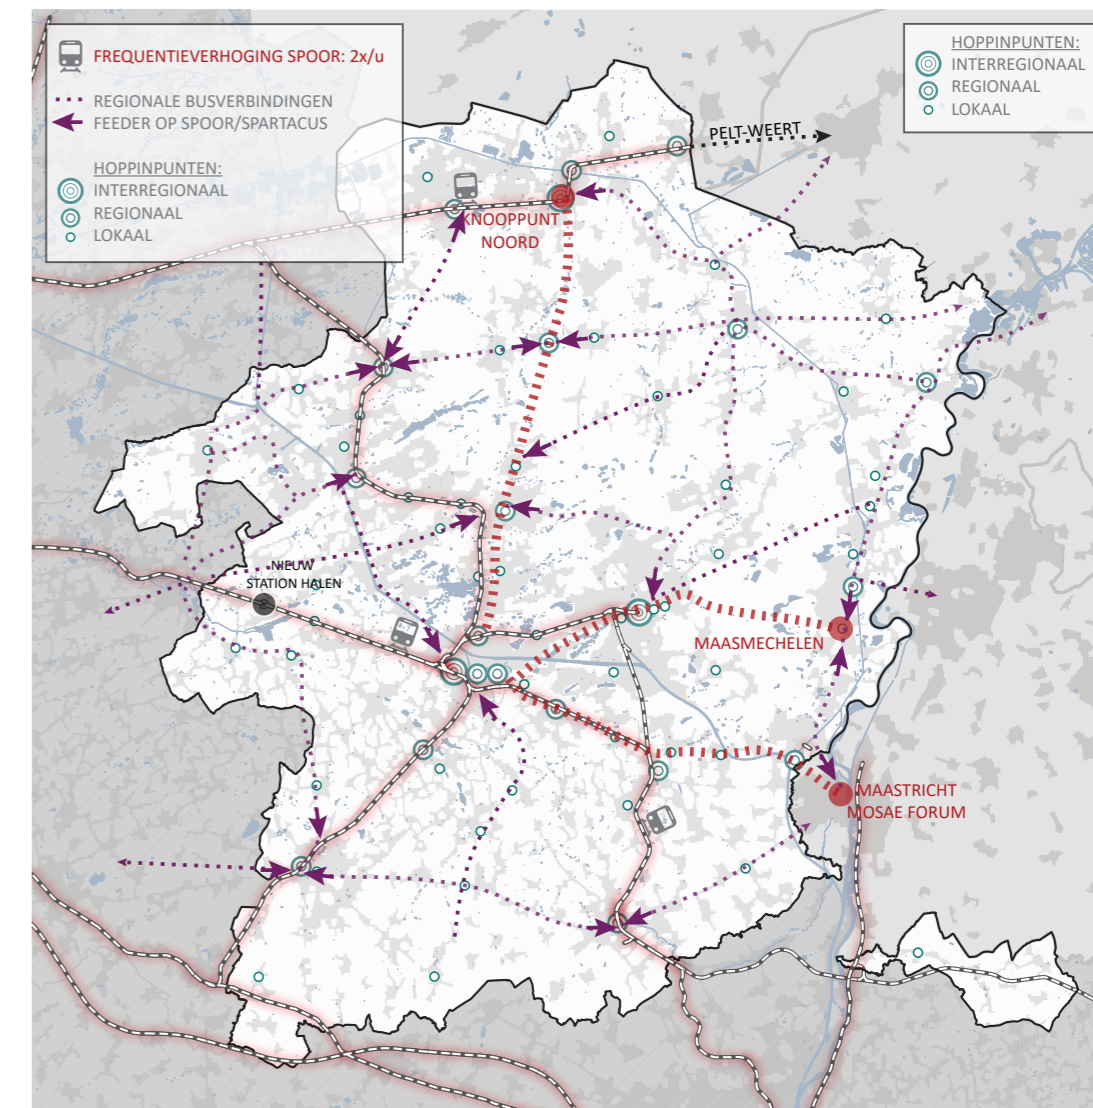 FREQUENTIEVERHOGING SPOOR: 2x/u
REGIONALE BUSVERBINDINGEN
FEEDER OP SPOOR/SPARTACUS
HOPPINPUNTEN:
INTERREGIONAAL
REGIONAAL
LOKAAL
HOPPINPUNTEN:
INTERREGIONAAL
REGIONAAL
LOKAAL
PELT-WEERT
KNOOPPUNT
NOORD
NIEUW
STATION HALEN
MAASMECHELEN
MAASTRICHT
MOSAE FORUM